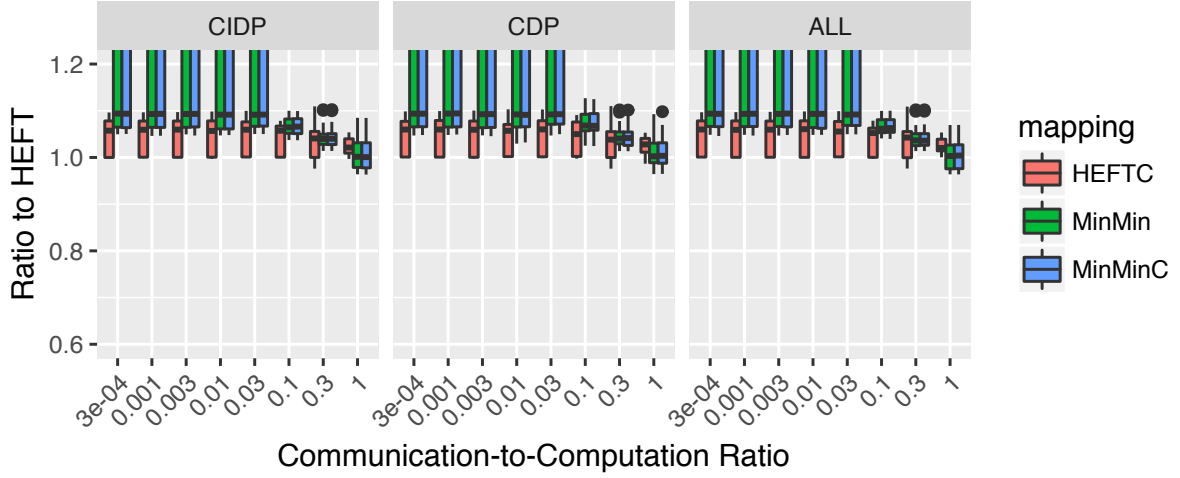 CIDP CDP ALL
1.2
1.0
0.8
0.6
Ratio to HEFT
3e-04 0.001 0.003 0.01 0.03 0.1 0.3 1
3e-04 0.001 0.003 0.01 0.03 0.1 0.3 1
3e-04 0.001 0.003 0.01 0.03 0.1 0.3 1
Communication-to-Computation Ratio
mapping
HEFTC
MinMin
MinMinC